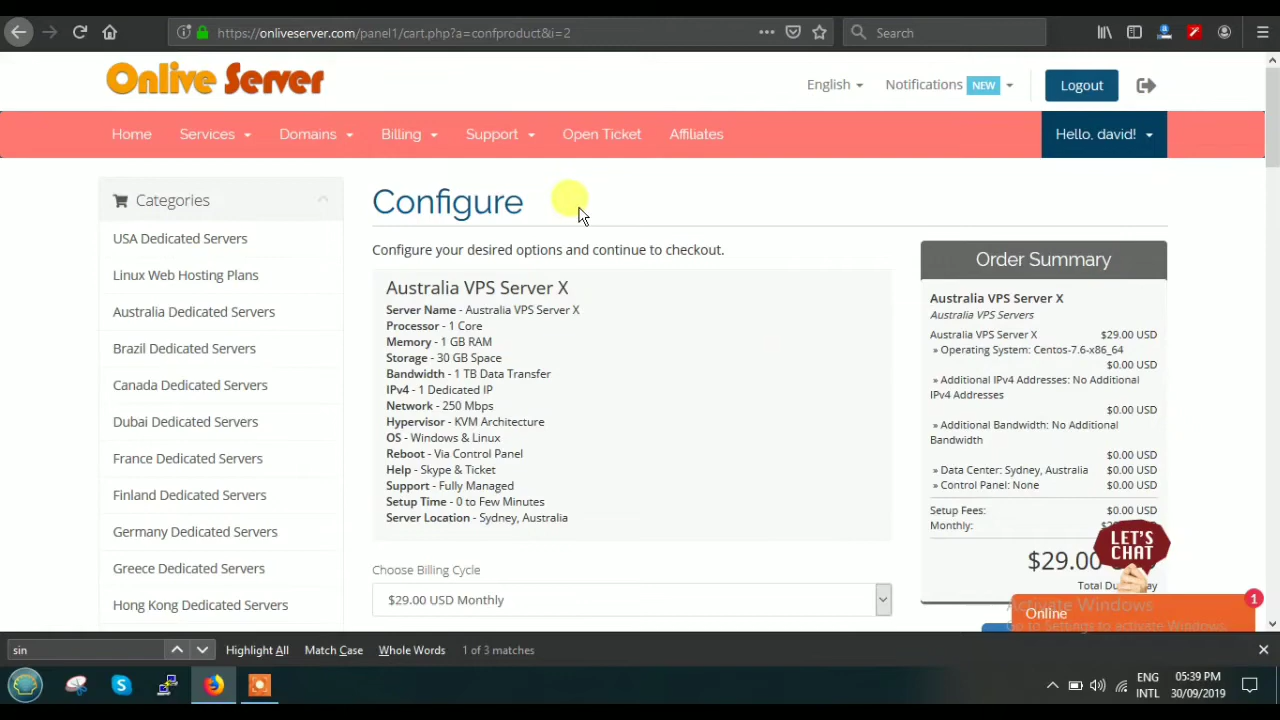 https://onliveserver.com/panel1/cart.php?a=confproduct&i=2
Search
Onlive Server
English
Notifications NEW
Logout
Home
Services
Domains
Billing
Support
Open Ticket
Affiliates
Hello, david!
Categories
USA Dedicated Servers
Linux Web Hosting Plans
Australia Dedicated Servers
Brazil Dedicated Servers
Canada Dedicated Servers
Dubai Dedicated Servers
France Dedicated Servers
Finland Dedicated Servers
Germany Dedicated Servers
Greece Dedicated Servers
Hong Kong Dedicated Servers
Configure
Configure your desired options and continue to checkout.
Australia VPS Server X
Server Name - Australia VPS Server X
Processor - 1 Core
Memory - 1 GB RAM
Storage - 30 GB Space
Bandwidth - 1 TB Data Transfer
IPv4 - 1 Dedicated IP
Network - 250 Mbps
Hypervisor - KVM Architecture
OS - Windows & Linux
Reboot - Via Control Panel
Help - Skype & Ticket
Support - Fully Managed
Setup Time - 0 to Few Minutes
Server Location - Sydney, Australia
Choose Billing Cycle
$29.00 USD Monthly
Order Summary
Australia VPS Server X
Australia VPS Servers
Australia VPS Server X $29.00 USD
» Operating System: Centos-7.6-x86_64
$0.00 USD
» Additional IPv4 Addresses: No Additional
IPv4 Addresses
$0.00 USD
» Additional Bandwidth: No Additional
Bandwidth
$0.00 USD
» Data Center: Sydney, Australia $0.00 USD
» Control Panel: None $0.00 USD
Setup Fees: $0.00 USD
Monthly:
$29.00
Total
LET'S
CHAT
Activate Windows
Go to Settings to activate Windows.
Online
1
sin
Highlight All
Match Case
Whole Words
1 of 3 matches
ENG
INTL
05:39 PM
30/09/2019